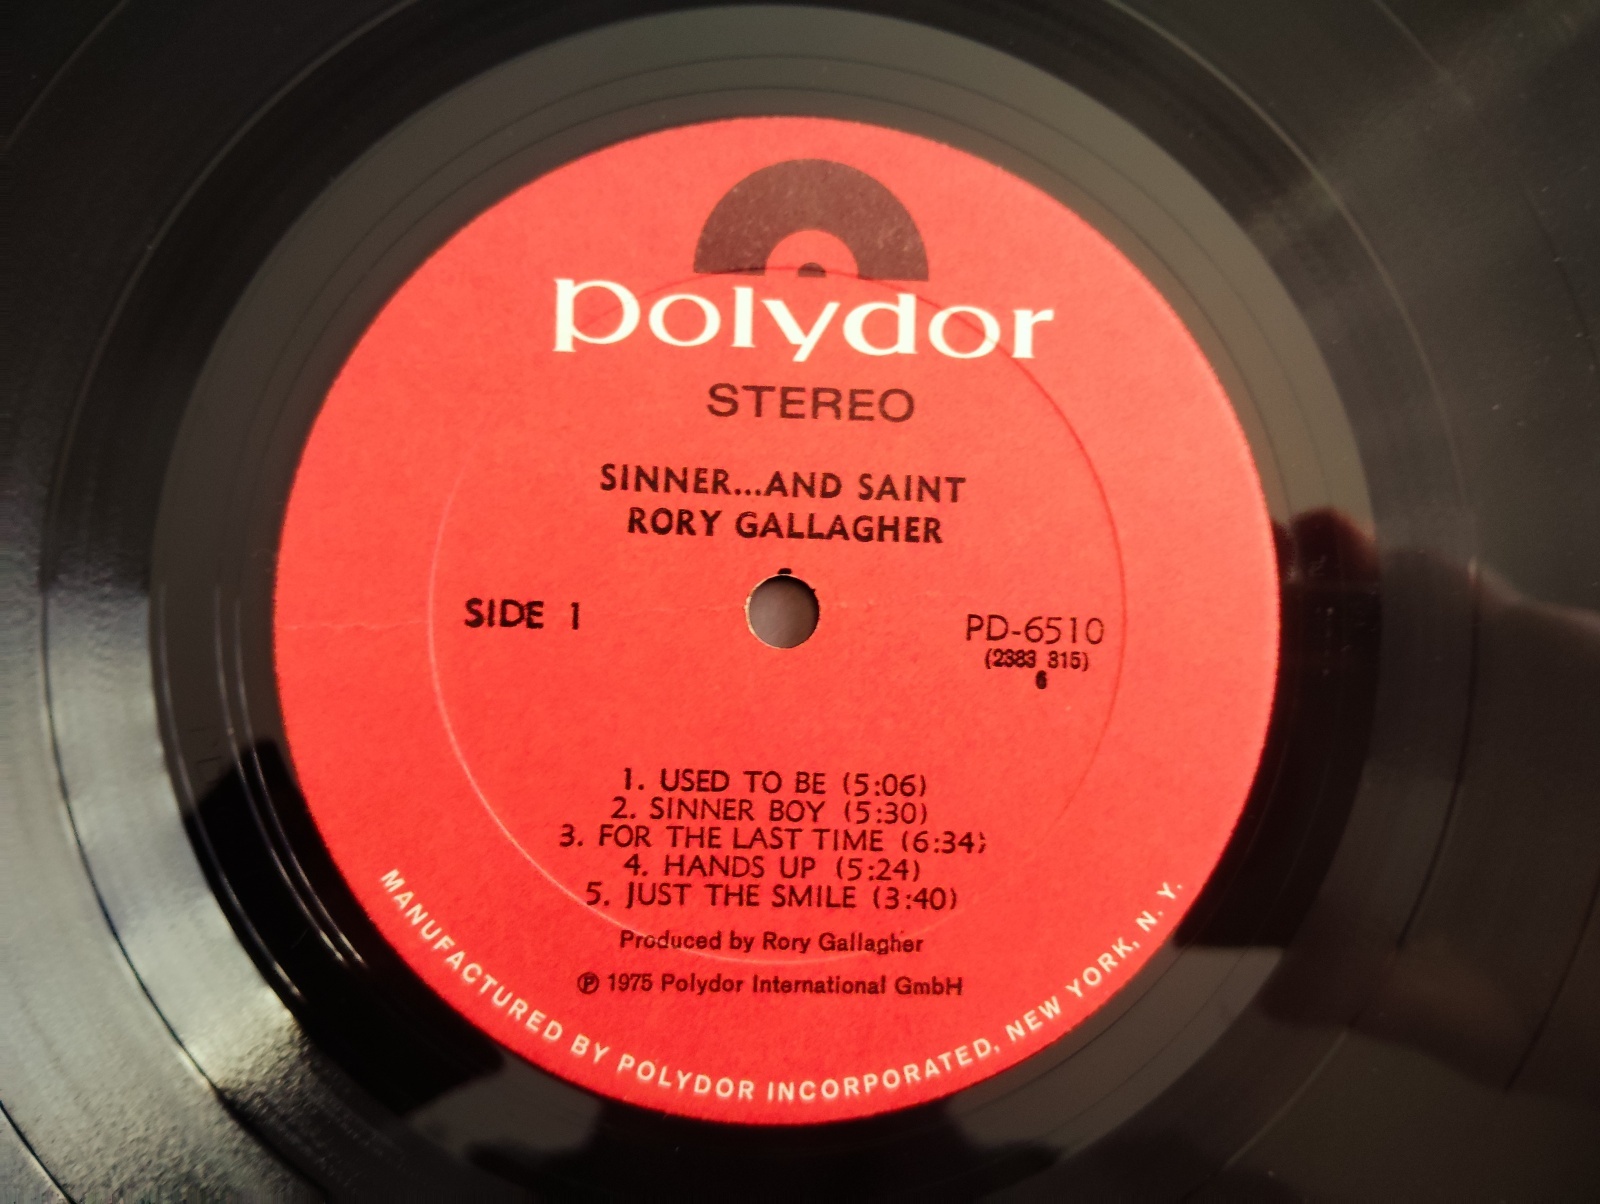 polydor
STEREO
SINNER...AND SAINT
RORY GALLAGHER
SIDE 1
PD-6510
(2383 315)
6
1. USED TO BE (5:06)
2. SINNER BOY (5:30)
3. FOR THE LAST TIME (6:34)
4. HANDS UP (5:24)
5. JUST THE SMILE (3:40)
Produced by Rory Gallagher
℗ 1975 Polydor International GmbH
MANUFACTURED BY POLYDOR INCORPORATED, NEW YORK, N. Y.